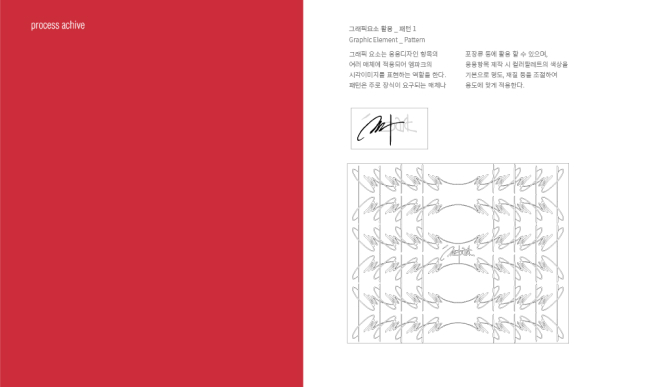 process achive
그래픽요소 활용 _ 패턴 1
Graphic Element _ Pattern
그래픽 요소는 응용디자인 항목의
여러 매체에 적용되어 엠파크의
시각이미지를 표현하는 역할을 한다.
패턴은 주로 장식이 요구되는 매체나
포장류 등에 활용 할 수 있으며,
응용항목 제작 시 컬러팔레트의 색상을
기본으로 명도, 채질 등을 조절하여
용도에 맞게 적용한다.